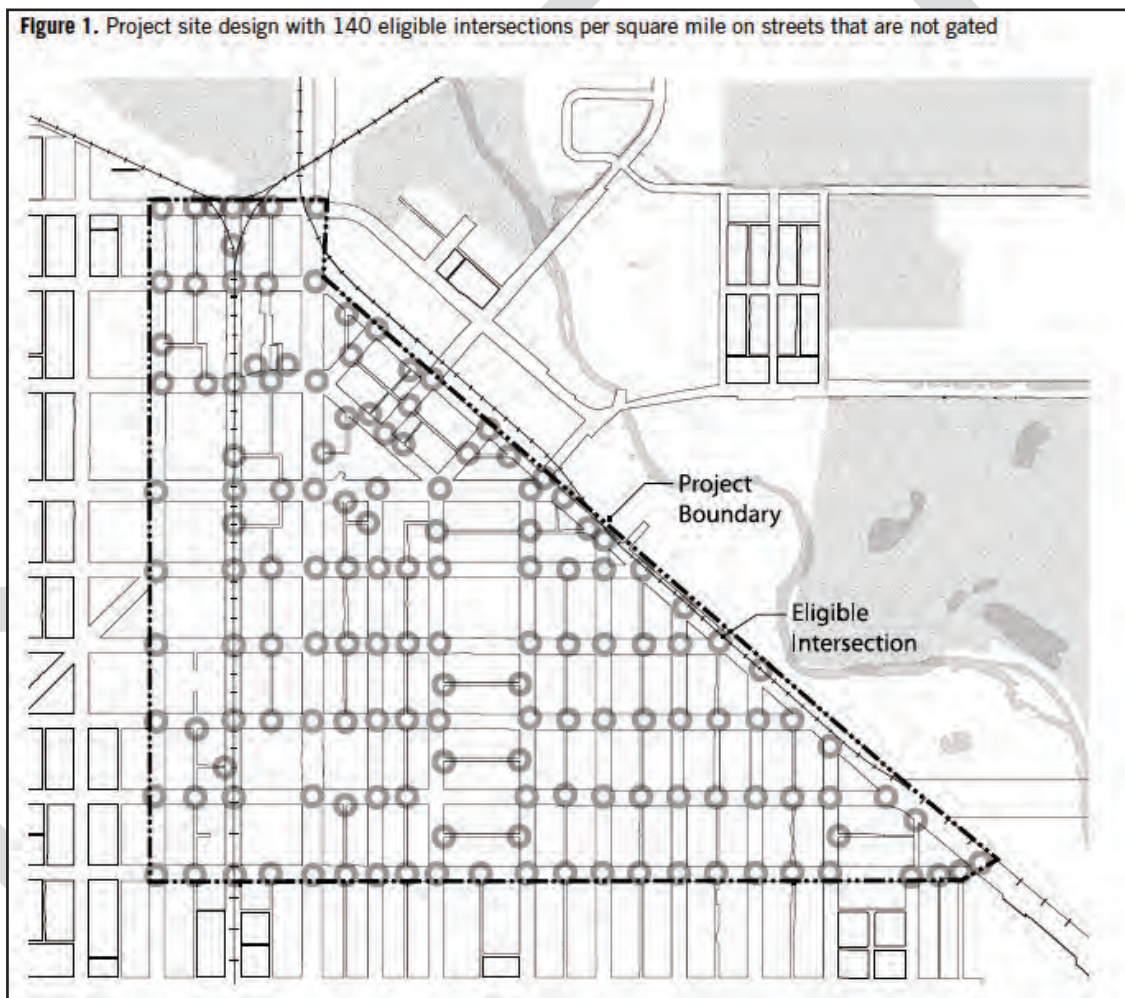 Figure 1. Project site design with 140 eligible intersections per square mile on streets that are not gated
Project
Boundary
Eligible
Intersection